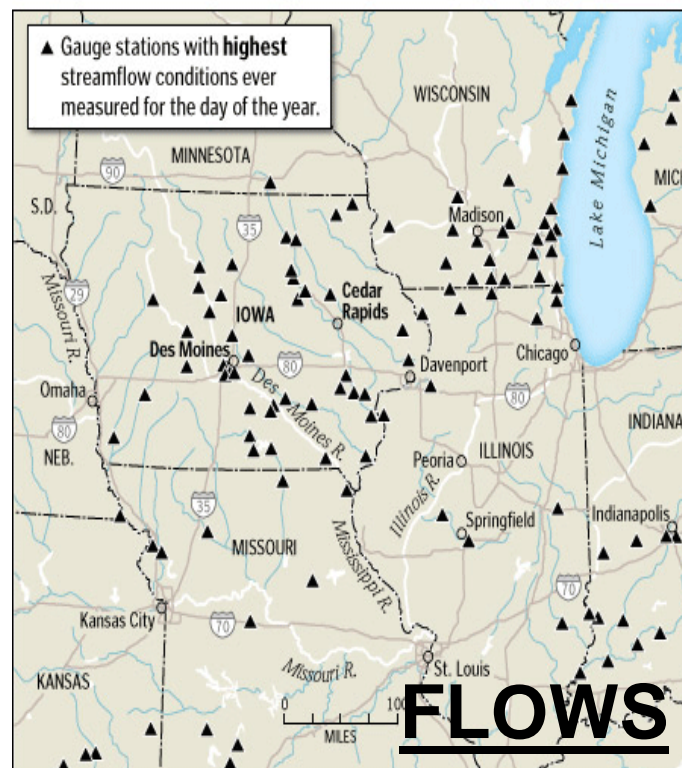 ▲ Gauge stations with highest
streamflow conditions ever
measured for the day of the year.
WISCONSIN
MINNESOTA
90
Lake Michigan
MICH
S.D.
Madison
35
Missouri R.
29
IOWA
Cedar
Rapids
Des Moines
Chicago
80
Davenport
Omaha
Des Moines R.
80
80
INDIANA
NEB.
Peoria
ILLINOIS
Illinois R.
35
Springfield
Indianapolis
MISSOURI
Mississippi R.
70
Kansas City
70
Missouri R.
St. Louis
KANSAS
0
100
MILES
FLOWS